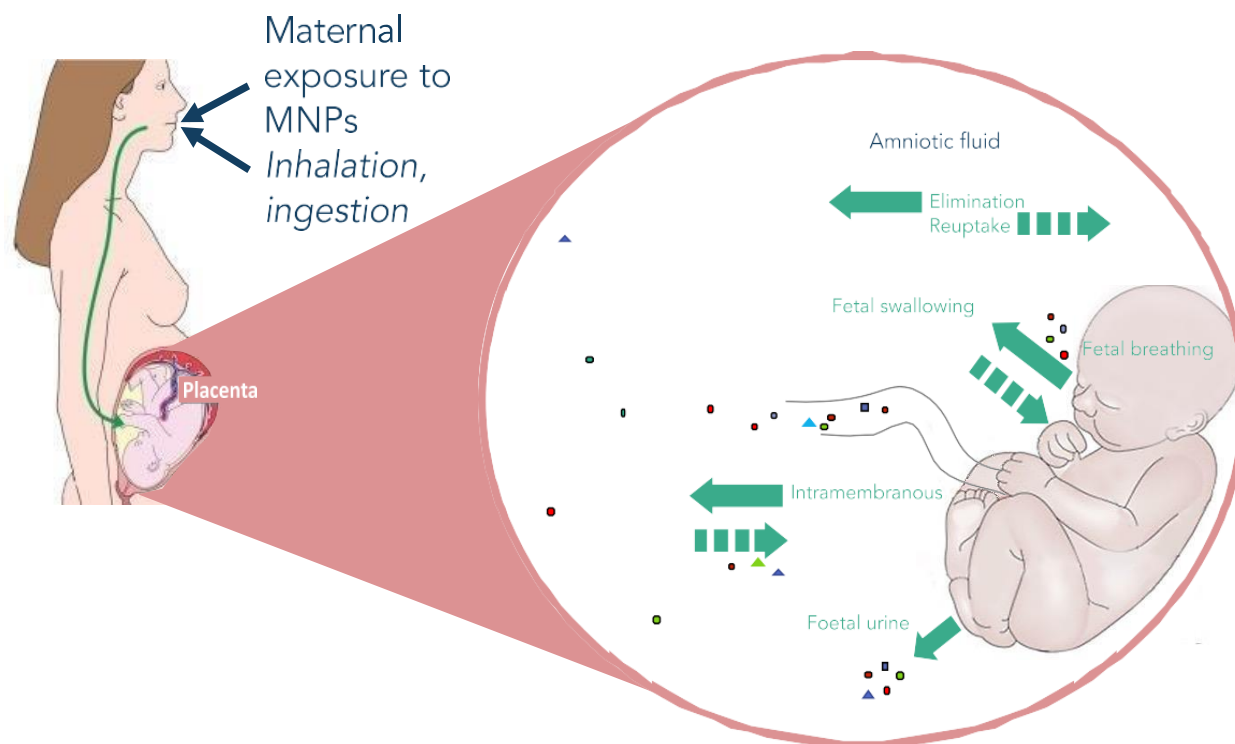 Maternal
exposure to
MNPs
Inhalation,
ingestion
Placenta
Amniotic fluid
Elimination
Reuptake
Fetal swallowing
Fetal breathing
Intramembranous
Foetal urine